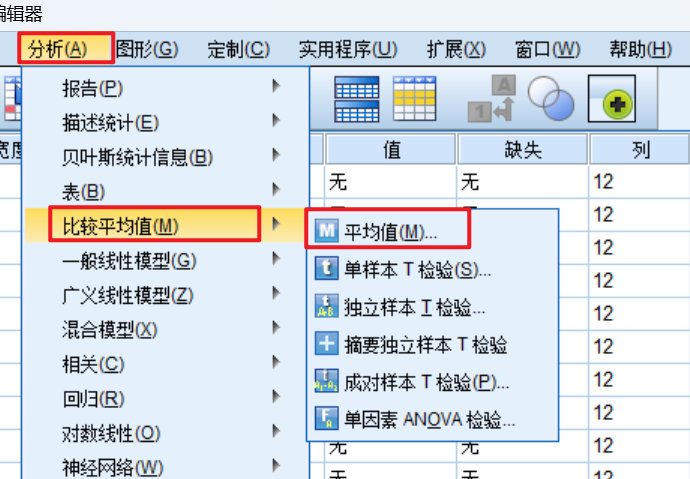 编辑器
分析(A) 图形(G) 定制(C) 实用程序(U) 扩展(X) 窗口(W) 帮助(H)
报告(P)
描述统计(E)
贝叶斯统计信息(B)
表(B)
比较平均值(M)
一般线性模型(G)
广义线性模型(Z)
混合模型(X)
相关(C)
回归(R)
对数线性(O)
神经网络(W)
平均值(M)...
单样本 T 检验(S)...
独立样本 T 检验...
摘要独立样本 T 检验
成对样本 T 检验(P)...
单因素 ANOVA 检验...
A
1
宽度 值 缺失 列
无 无 12
12
12
12
12
12
12
12
无 无 12
12